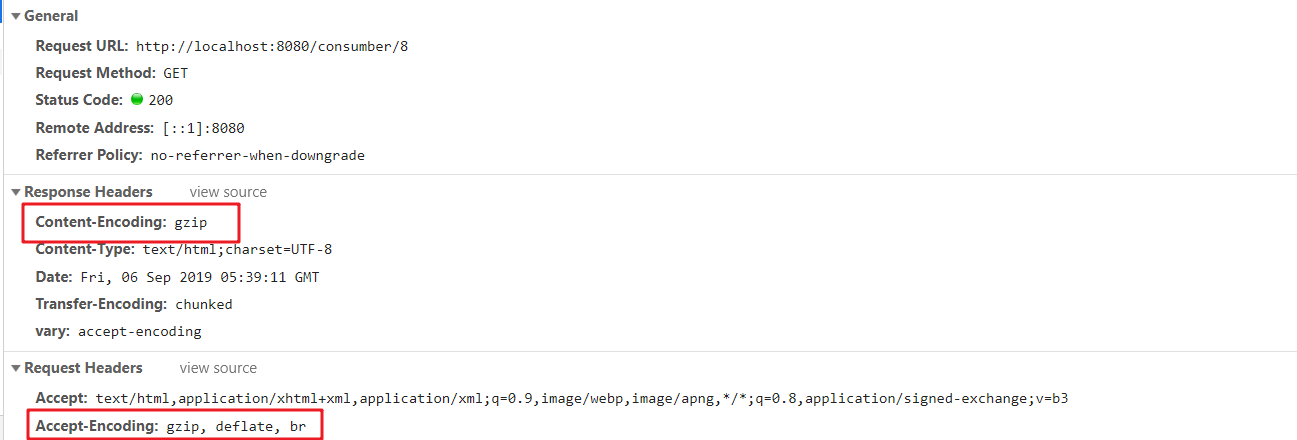 General
Request URL: http://localhost:8080/consumber/8
Request Method: GET
Status Code: 200
Remote Address: [::1]:8080
Referrer Policy: no-referrer-when-downgrade
Response Headers view source
Content-Encoding: gzip
Content-Type: text/html;charset=UTF-8
Date: Fri, 06 Sep 2019 05:39:11 GMT
Transfer-Encoding: chunked
vary: accept-encoding
Request Headers view source
Accept: text/html,application/xhtml+xml,application/xml;q=0.9,image/webp,image/apng,*/*;q=0.8,application/signed-exchange;v=b3
Accept-Encoding: gzip, deflate, br